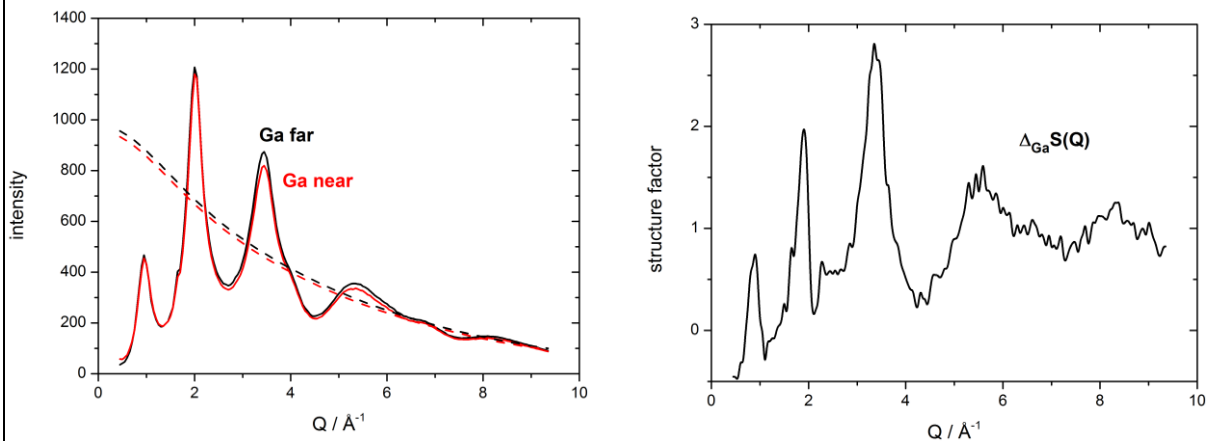 1400
1200
1000
800
600
400
200
0
intensity
Ga far
Ga near
0 2 4 6 8 10
Q / Å⁻¹
3
2
1
0
structure factor
Δ_Ga S(Q)
0 2 4 6 8 10
Q / Å⁻¹